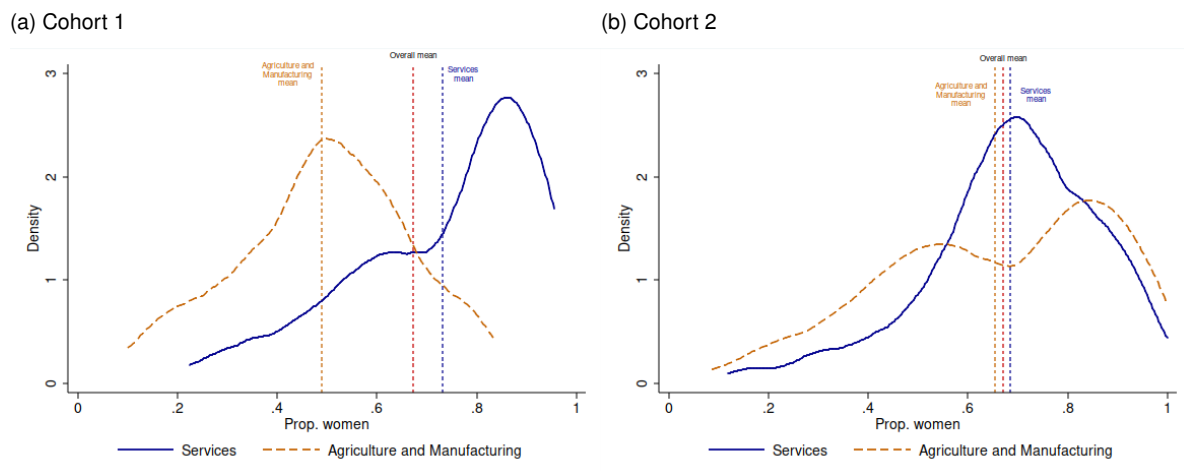 (a) Cohort 1
Overall mean
Agriculture and
Manufacturing
mean
Services
mean
3
2
1
0
Density
0
.2
.4
.6
.8
1
Prop. women
Services
Agriculture and Manufacturing
(b) Cohort 2
Overall mean
Agriculture and
Manufacturing
mean
Services
mean
3
2
1
0
Density
0
.2
.4
.6
.8
1
Prop. women
Services
Agriculture and Manufacturing